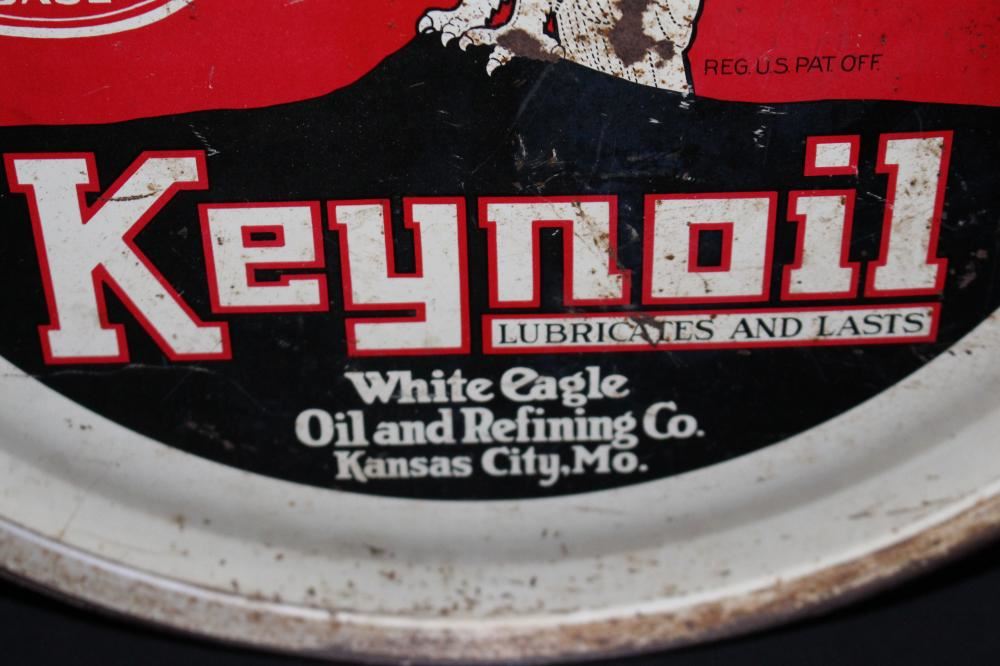 REG. U.S. PAT. OFF.
Keynoil
LUBRICATES AND LASTS
White Eagle
Oil and Refining Co.
Kansas City, Mo.